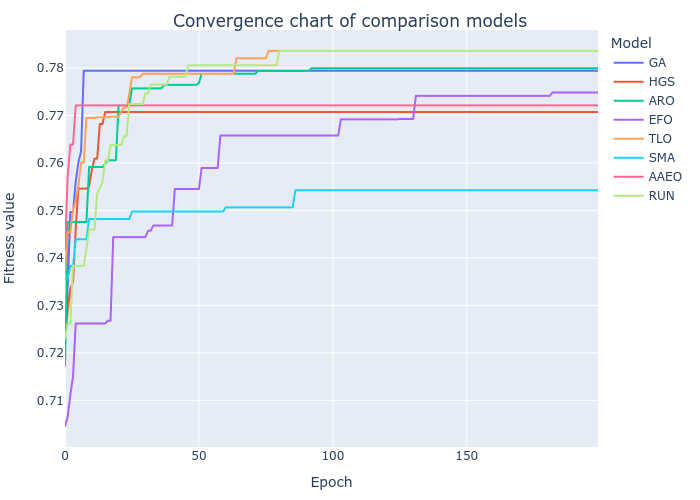 Convergence chart of comparison models
Model
GA
HGS
ARO
EFO
TLO
SMA
AAEO
RUN
Fitness value
0.78
0.77
0.76
0.75
0.74
0.73
0.72
0.71
0
50
100
150
Epoch